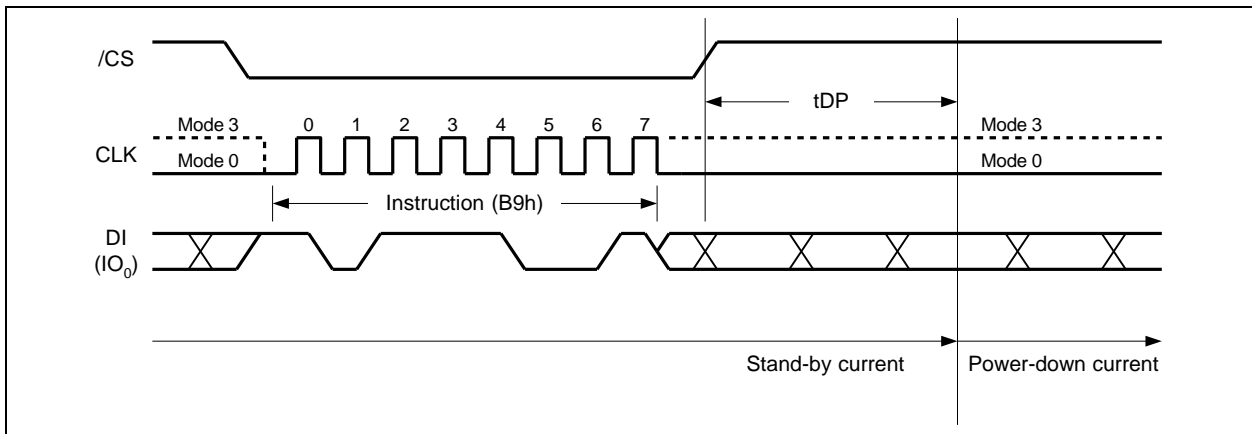 /CS
tDP
0 1 2 3 4 5 6 7
Mode 3
Mode 3
CLK
Mode 0
Mode 0
Instruction (B9h)
DI
(IO0)
Stand-by current
Power-down current